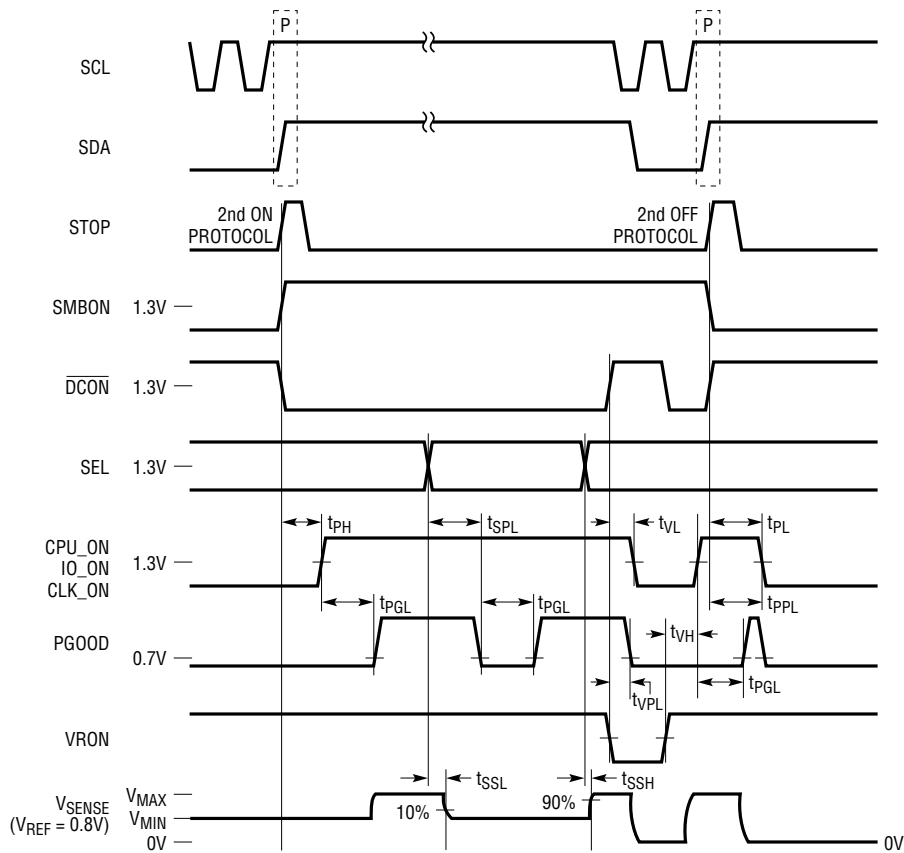 P P
SCL
SDA
STOP
2nd ON
PROTOCOL
2nd OFF
PROTOCOL
SMBON 1.3V
DCON 1.3V
SEL 1.3V
tPH tSPL tVL tPL
CPU_ON
IO_ON
CLK_ON
1.3V
tPGL tPGL tPPL
PGOOD
0.7V
tVH
tPGL
tVPL
VRON
tSSL tSSH
VSENSE
(VREF = 0.8V)
VMAX
VMIN
0V
10%
90%
0V